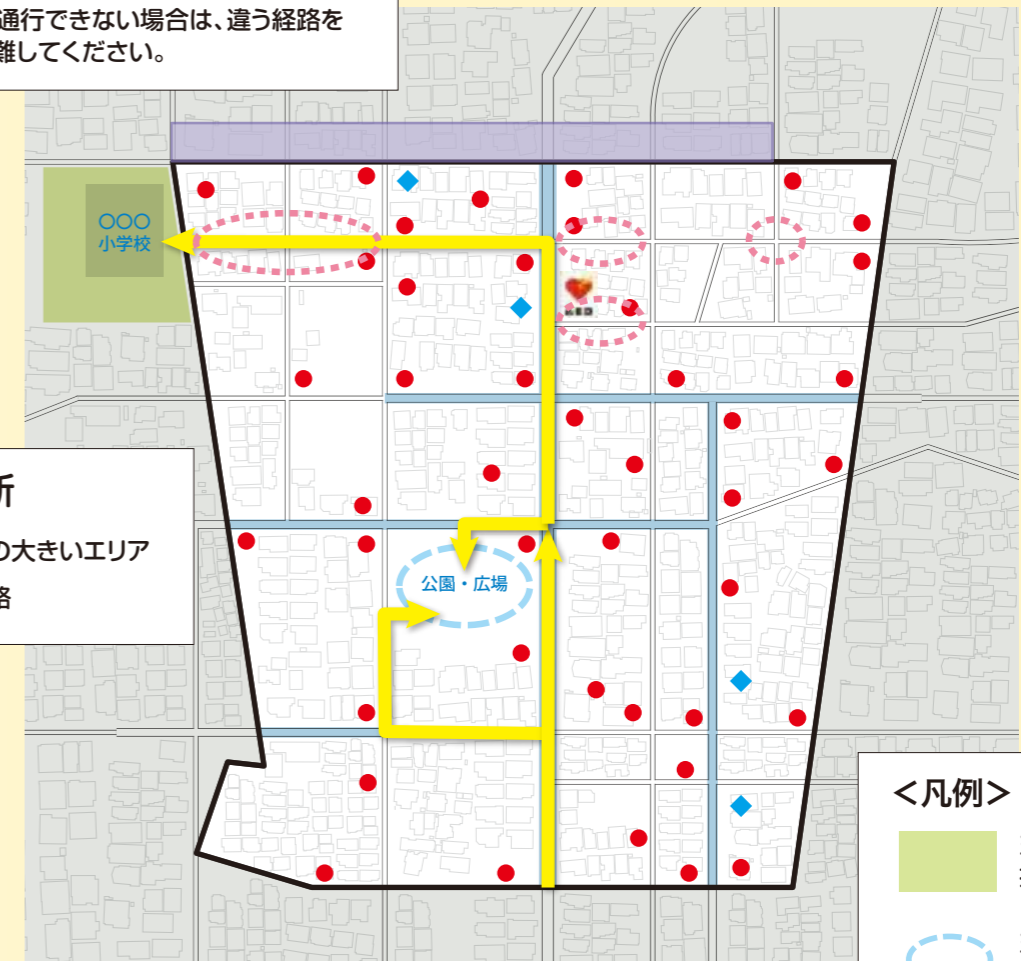 通行できない場合は、違う経路を
難してください。
〇〇〇
小学校
所
の大きいエリア
路
公園・広場
<凡例>